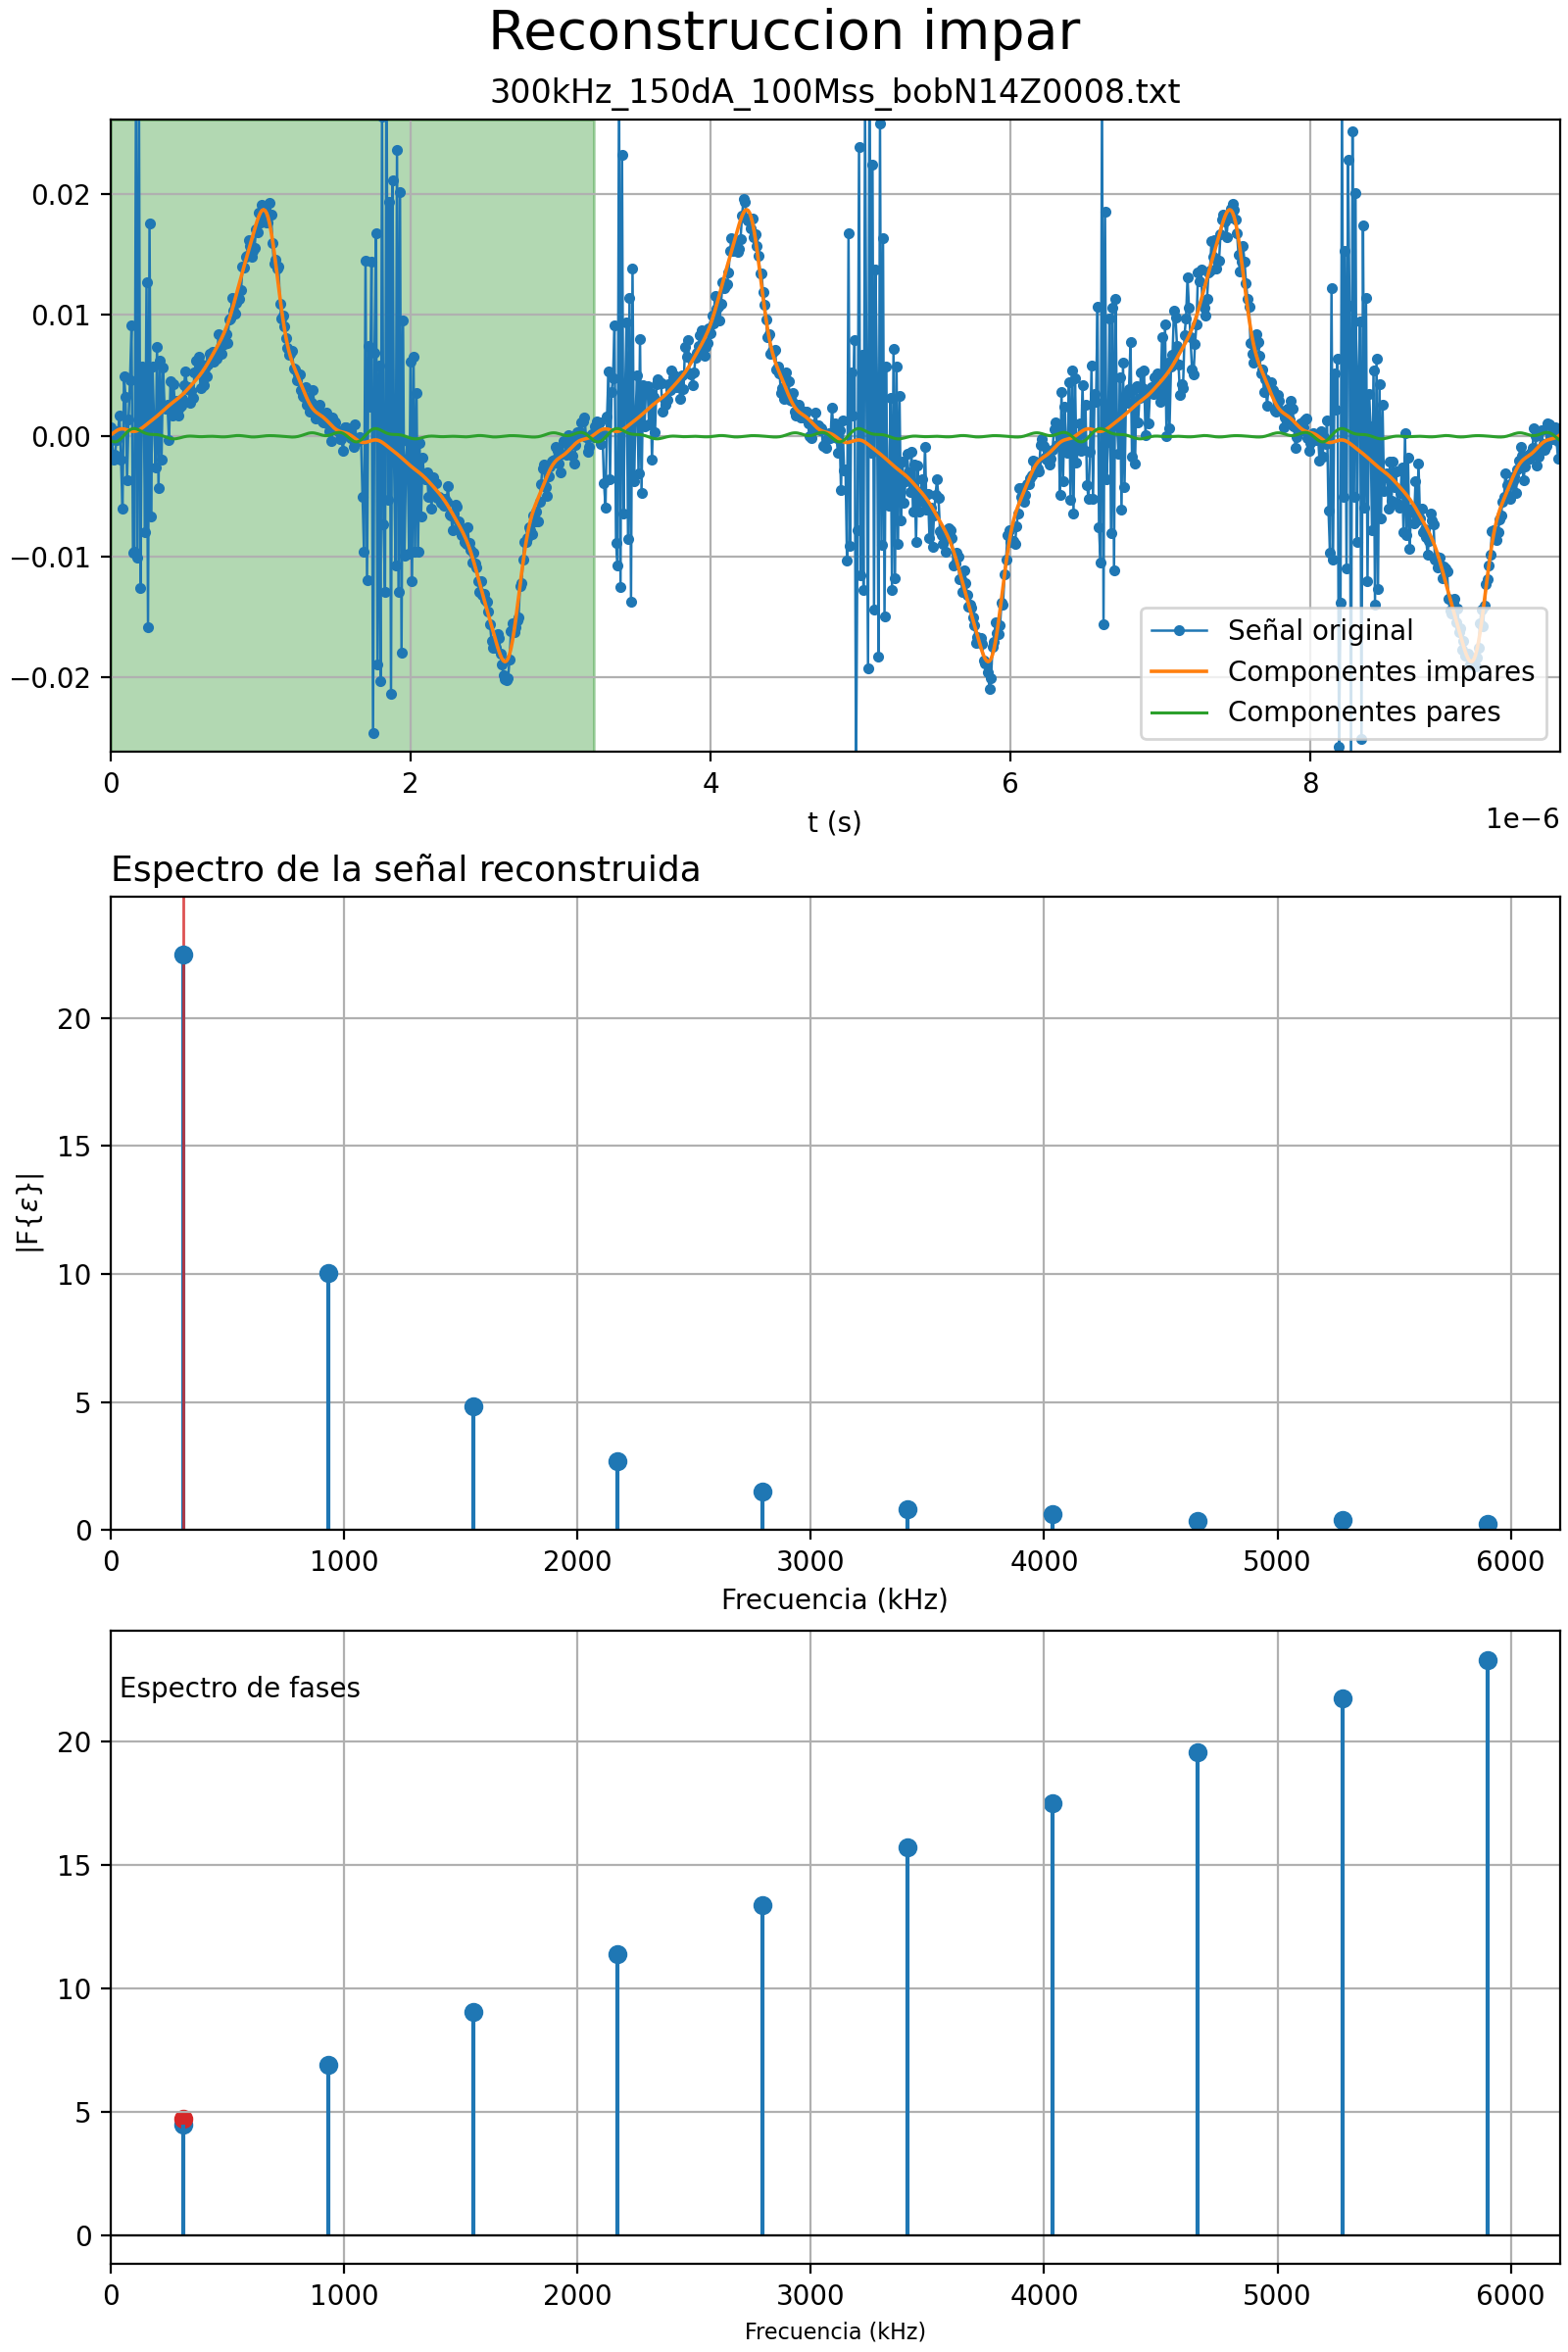 Reconstruccion impar
300kHz_150dA_100Mss_bobN14Z0008.txt
0.02
0.01
0.00
−0.01
−0.02
Señal original
Componentes impares
Componentes pares
0 2 4 6 8
t (s)
1e−6
Espectro de la señal reconstruida
20
15
10
5
0
|F{ε}|
0 1000 2000 3000 4000 5000 6000
Frecuencia (kHz)
Espectro de fases
20
15
10
5
0
0 1000 2000 3000 4000 5000 6000
Frecuencia (kHz)